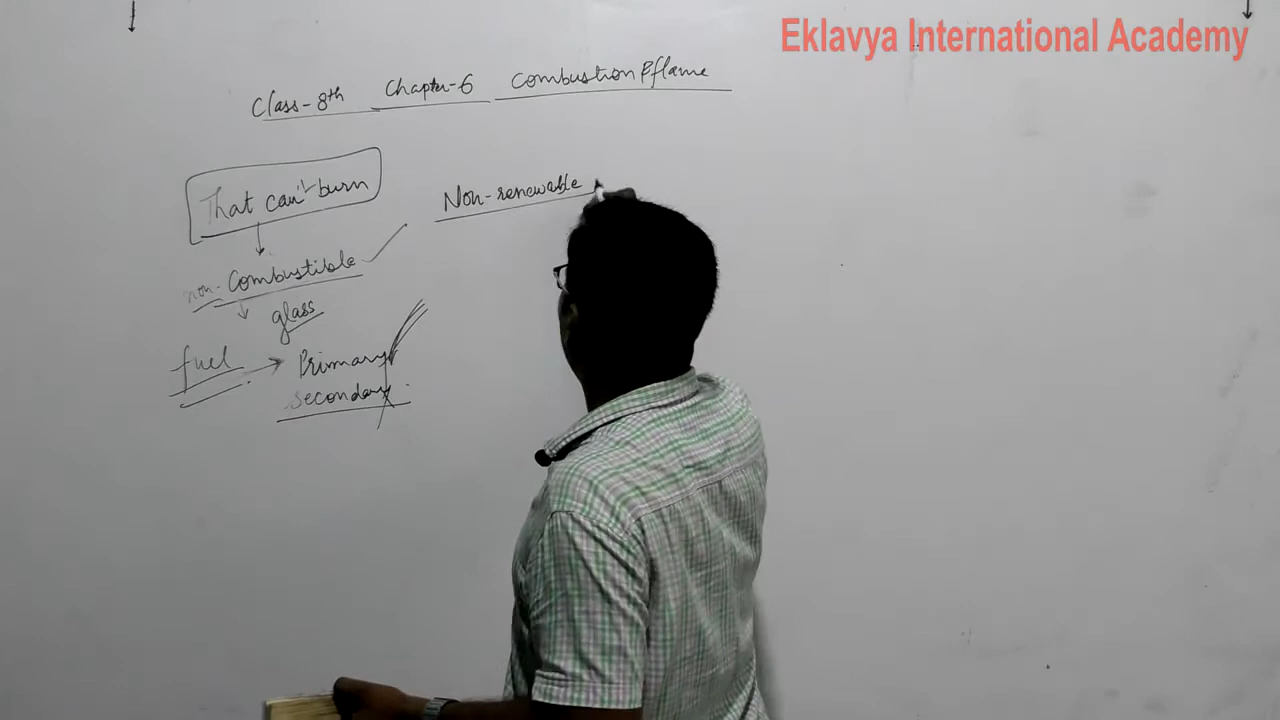 Eklavya International Academy
Class-8th Chapter-6 Combustion & flame
That can't burn
non-Combustible
glass
fuel → Primary
secondary
Non-renewable